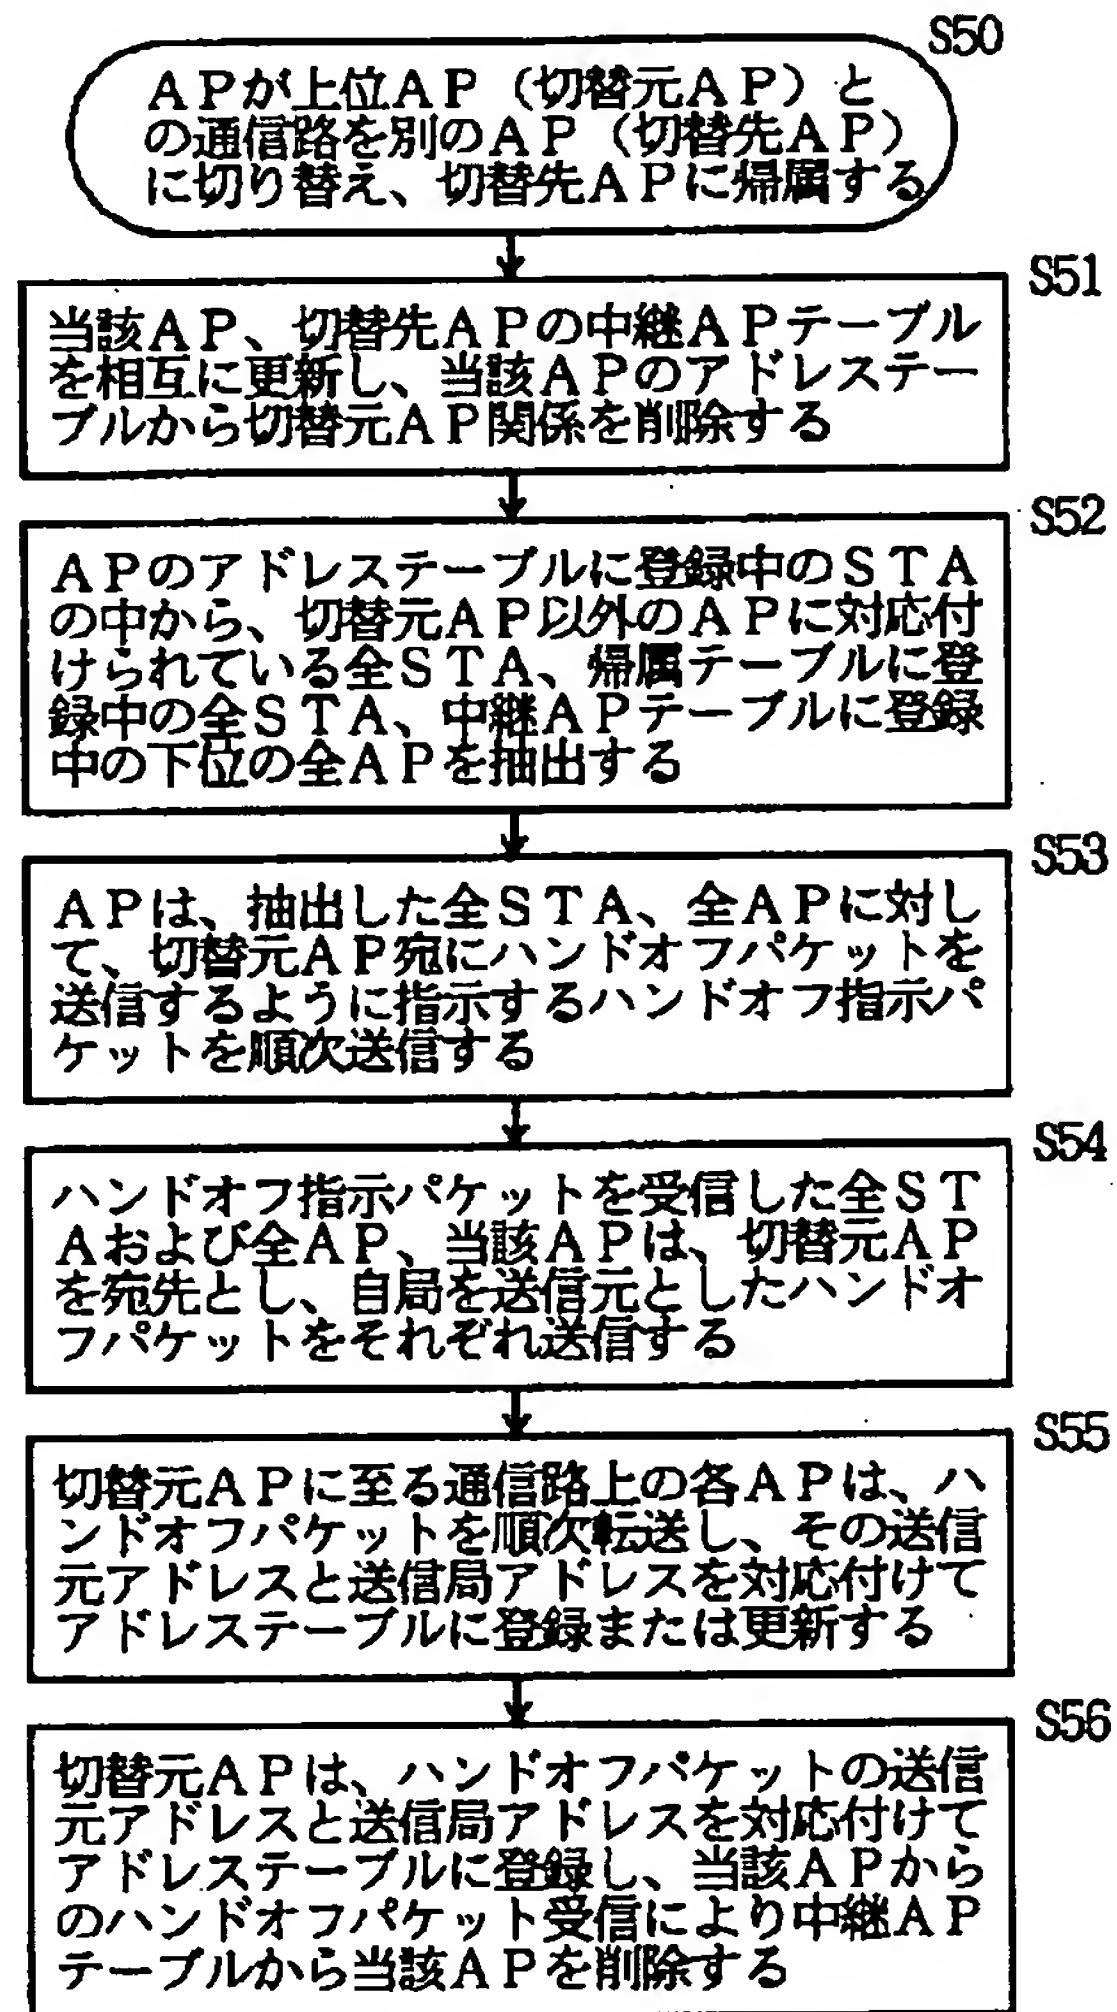 S50
APが上位AP（切替元AP）と
の通信路を別のAP（切替先AP）
に切り替え、切替先APに帰属する
S51
当該AP、切替先APの中継APテーブル
を相互に更新し、当該APのアドレステー
ブルから切替元AP関係を削除する
S52
APのアドレステーブルに登録中のSTA
の中から、切替元AP以外のAPに対応付
けられている全STA、帰属テーブルに登
録中の全STA、中継APテーブルに登録
中の下位の全APを抽出する
S53
APは、抽出した全STA、全APに対し
て、切替元AP宛にハンドオフパケットを
送信するように指示するハンドオフ指示パ
ケットを順次送信する
S54
ハンドオフ指示パケットを受信した全ST
Aおよび全AP、当該APは、切替元AP
を宛先とし、自局を送信元としたハンドオ
フパケットをそれぞれ送信する
S55
切替元APに至る通信路上の各APは、ハ
ンドオフパケットを順次転送し、その送信
元アドレスと送信局アドレスを対応付けて
アドレステーブルに登録または更新する
S56
切替元APは、ハンドオフパケットの送信
元アドレスと送信局アドレスを対応付けて
アドレステーブルに登録し、当該APから
のハンドオフパケット受信により中継AP
テーブルから当該APを削除する